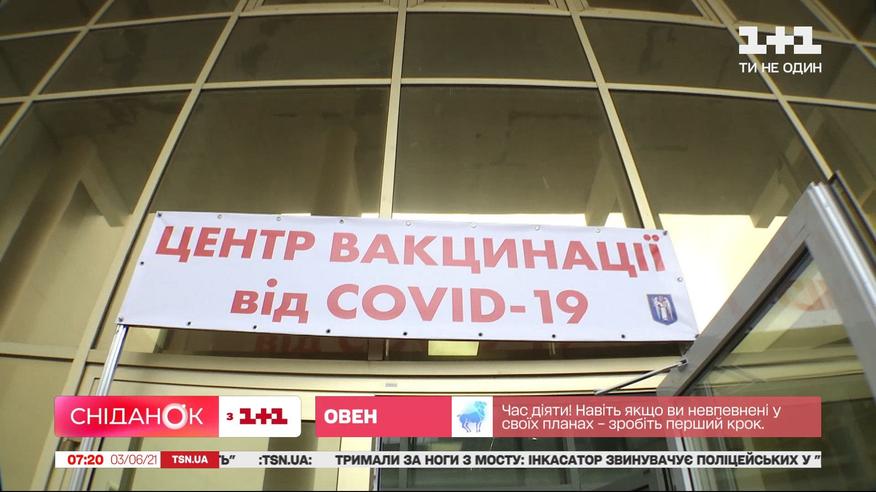 1+1
ТИ НЕ ОДИН
ЦЕНТР ВАКЦИНАЦІЇ
від COVID-19
СНІДАНОК
З 1+1
ОВЕН
Час діяти! Навіть якщо ви невпевнені у
своїх планах – зробіть перший крок.
07:20 03/06/21 TSN.UA ТЬ" :TSN.UA: ТРИМАЛИ ЗА НОГИ З МОСТУ: ІНКАСАТОР ЗВИНУВАЧУЄ ПОЛІЦЕЙСЬКИХ У "